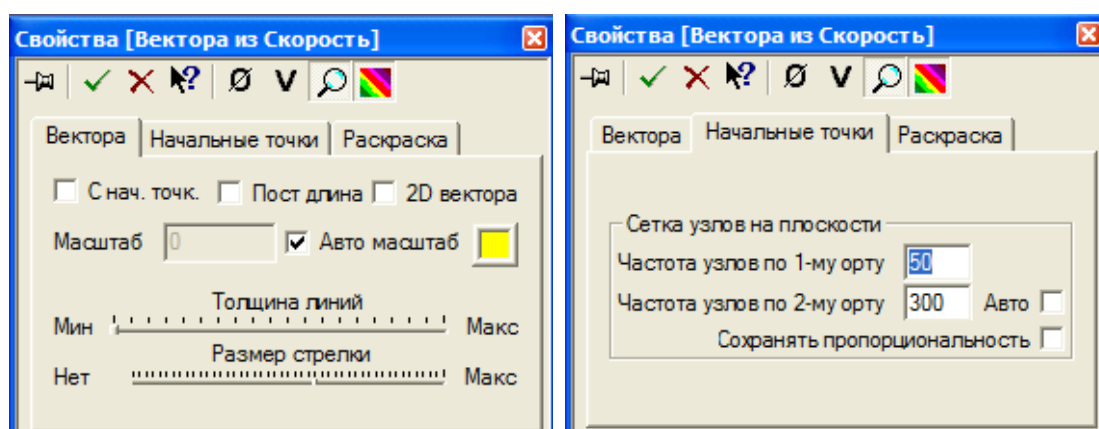 Свойства [Вектора из Скорость]
V
Вектора Начальные точки Раскраска
С нач. точк. Пост длина 2D вектора
Масштаб 0 Авто масштаб
Толщина линий
Мин Макс
Размер стрелки
Нет Макс
Свойства [Вектора из Скорость]
V
Вектора Начальные точки Раскраска
Сетка узлов на плоскости
Частота узлов по 1-му орту 50
Частота узлов по 2-му орту 300 Авто
Сохранять пропорциональность